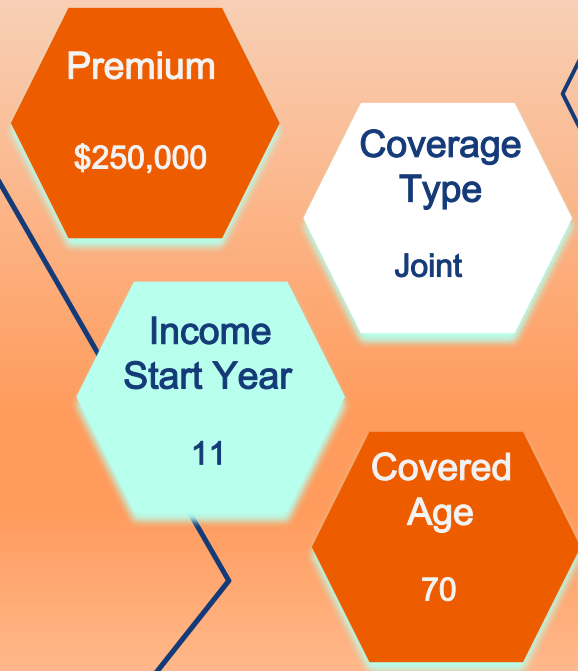 Premium
$250,000
Coverage
Type
Joint
Income
Start Year
11
Covered
Age
70